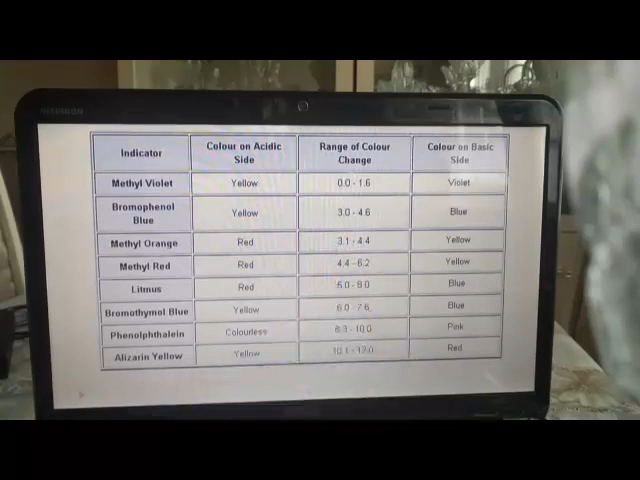 Indicator Colour on Acidic Side Range of Colour Change Colour on Basic Side
Methyl Violet Yellow 0.0 - 1.6 Violet
Bromophenol Blue Yellow 3.0 - 4.6 Blue
Methyl Orange Red 3.1 - 4.4 Yellow
Methyl Red Red 4.4 - 6.2 Yellow
Litmus Red 5.0 - 8.0 Blue
Bromothymol Blue Yellow 6.0 - 7.6 Blue
Phenolphthalein Colourless 8.3 - 10.0 Pink
Alizarin Yellow Yellow 10.1 - 12.0 Red